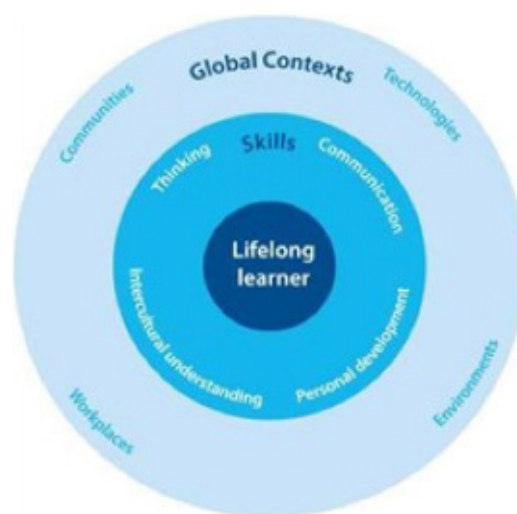 Global Contexts
Communities
Technologies
Skills
Thinking
Communication
Lifelong
learner
Intercultural understanding
Personal development
Workplaces
Environments